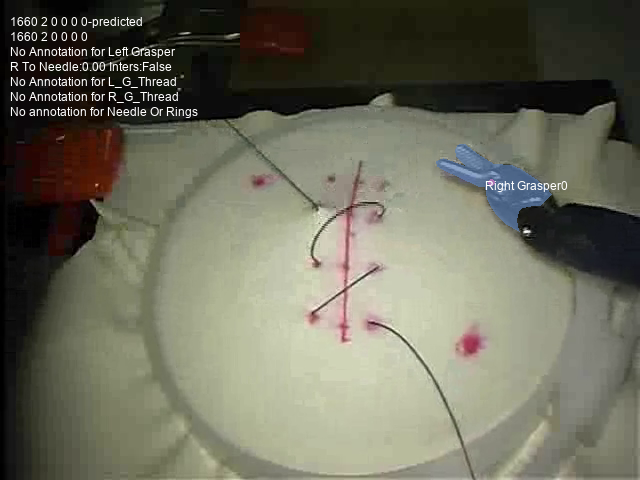 1660 2 0 0 0 0-predicted
1660 2 0 0 0 0
No Annotation for Left Grasper
R To Needle:0.00 Inters:False
No Annotation for L_G_Thread
No Annotation for R_G_Thread
No annotation for Needle Or Rings
Right Grasper0